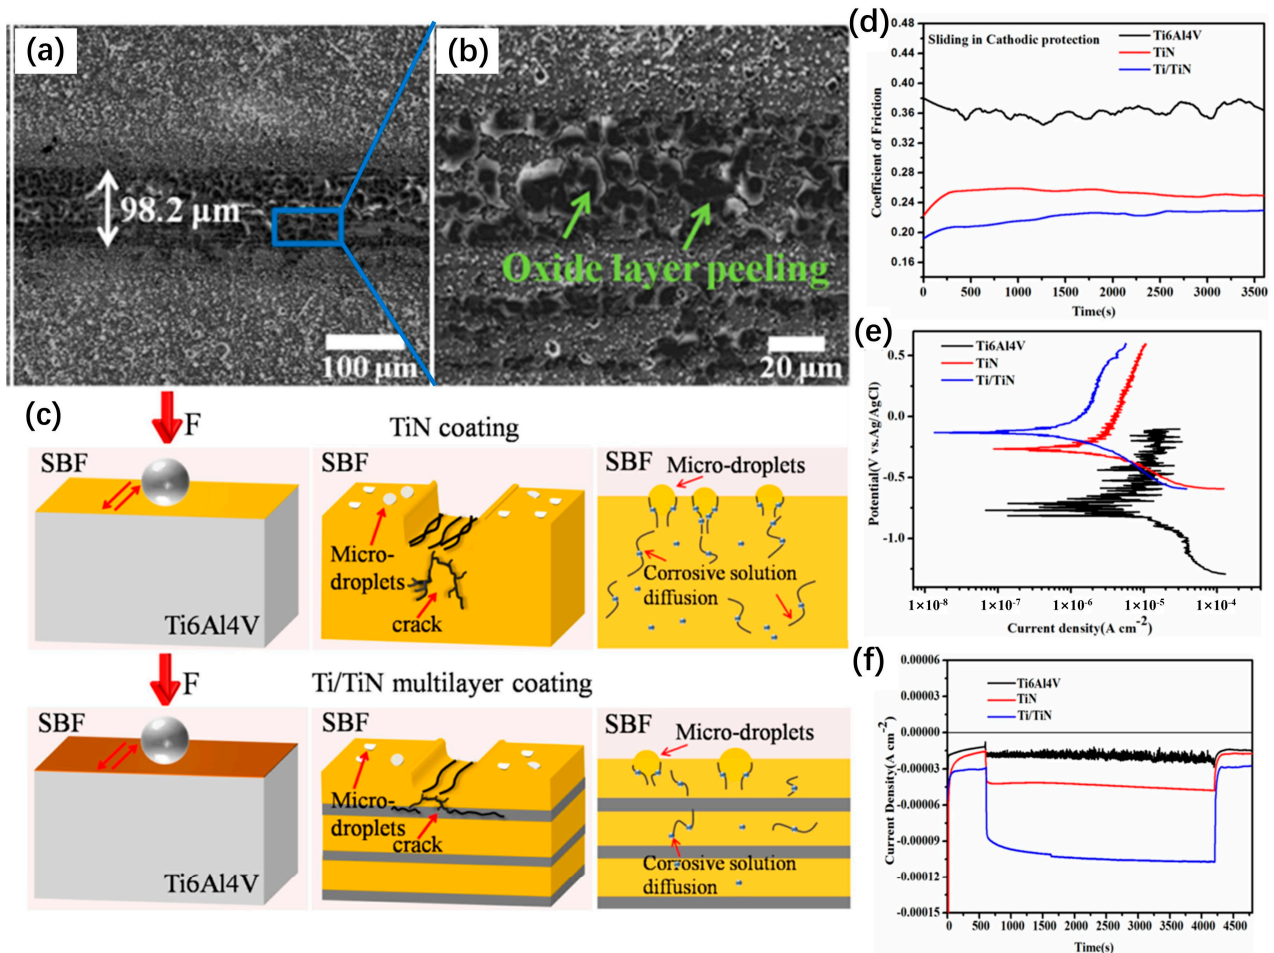 (a)
98.2 μm
100 μm
(b)
Oxide layer peeling
20 μm
(c)
F
TiN coating
SBF
Ti6Al4V
SBF
Micro-
droplets
crack
SBF
Micro-droplets
Corrosive solution
diffusion
F
Ti/TiN multilayer coating
SBF
Ti6Al4V
SBF
Micro-
droplets
crack
SBF
Micro-droplets
Corrosive solution
diffusion
(d)
Sliding in Cathodic protection
Ti6Al4V
TiN
Ti/TiN
Coefficient of Friction
0.48
0.44
0.40
0.36
0.32
0.28
0.24
0.20
0.16
0 500 1000 1500 2000 2500 3000 3500
Time(s)
(e)
Ti6Al4V
TiN
Ti/TiN
Potential(V vs.Ag/AgCl)
0.5
0.0
-0.5
-1.0
1×10-8 1×10-7 1×10-6 1×10-5 1×10-4
Current density(A cm-2)
(f)
Ti6Al4V
TiN
Ti/TiN
Current Density(A cm-2)
0.00006
0.00003
0.00000
-0.00003
-0.00006
-0.00009
-0.00012
-0.00015
0 500 1000 1500 2000 2500 3000 3500 4000 4500
Time(s)